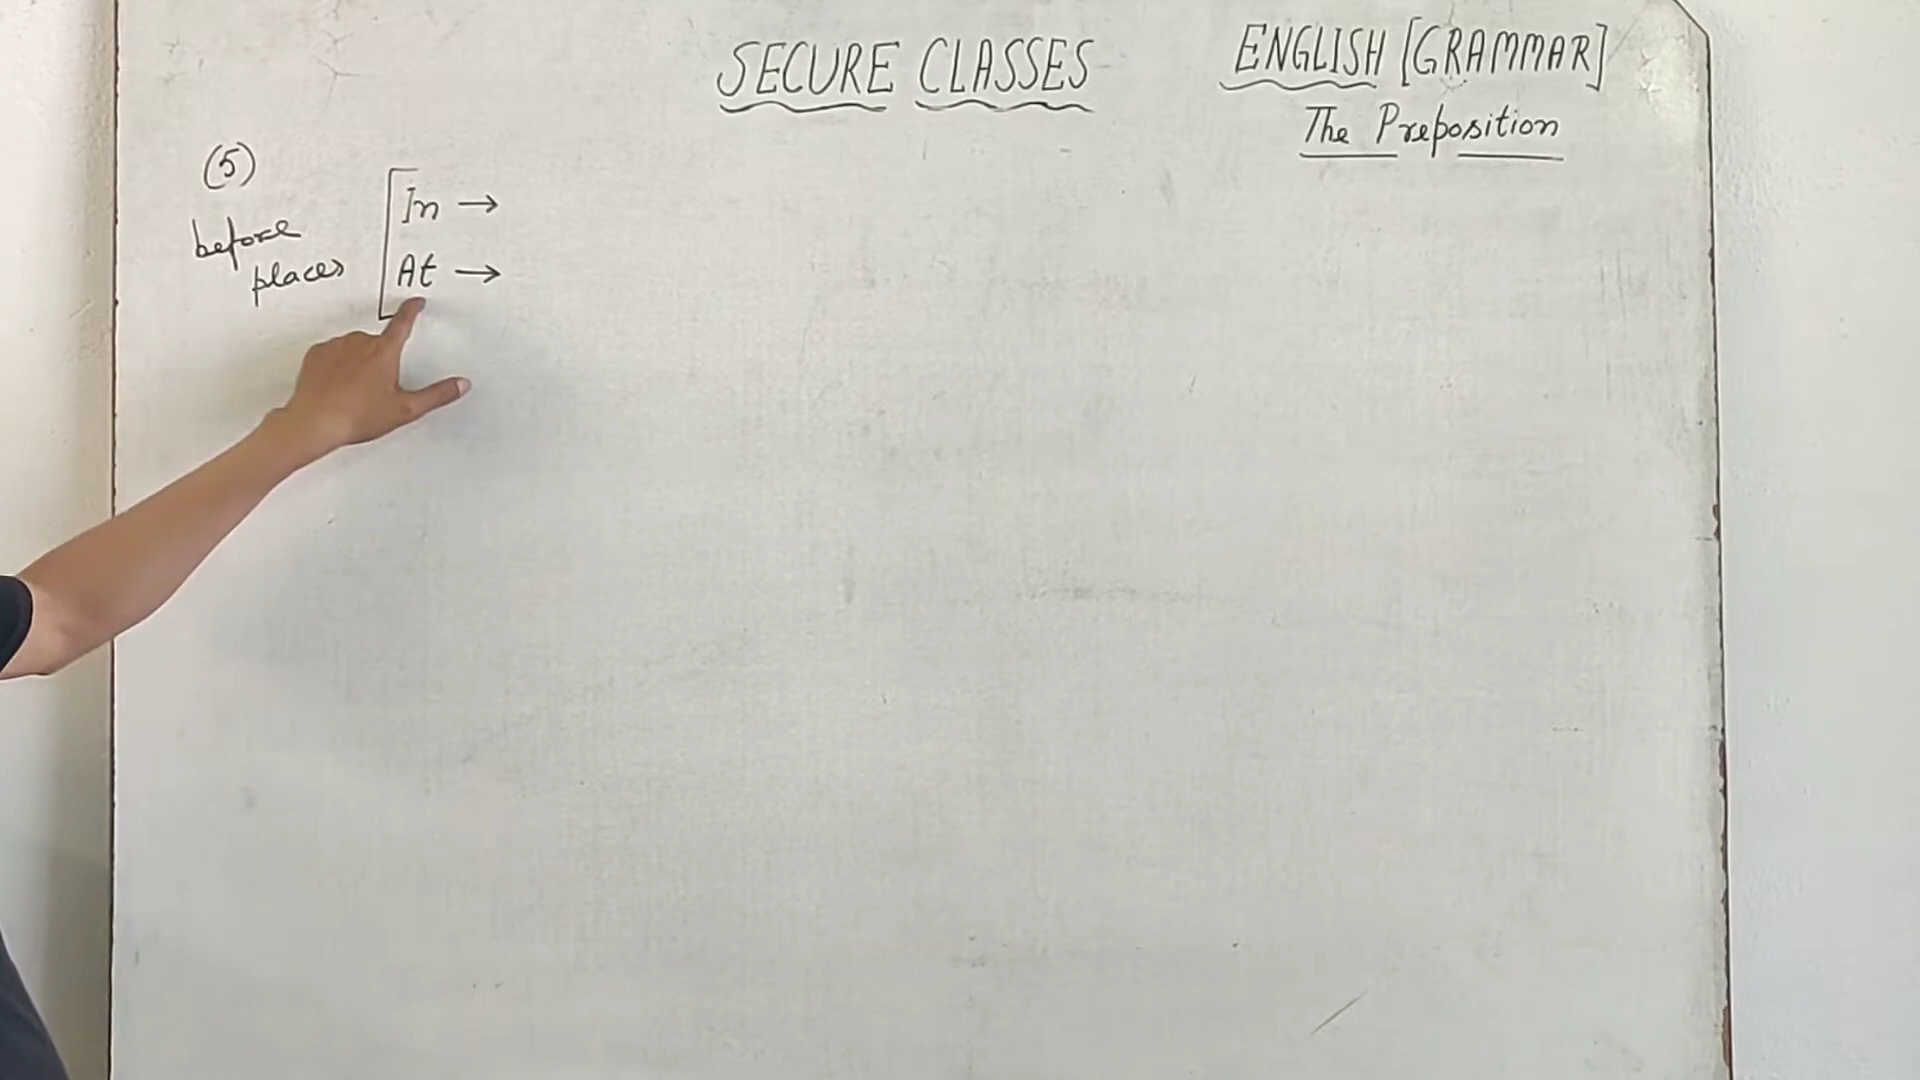 SECURE CLASSES
ENGLISH [GRAMMAR]
The Preposition
(5)
before
places
In →
At →